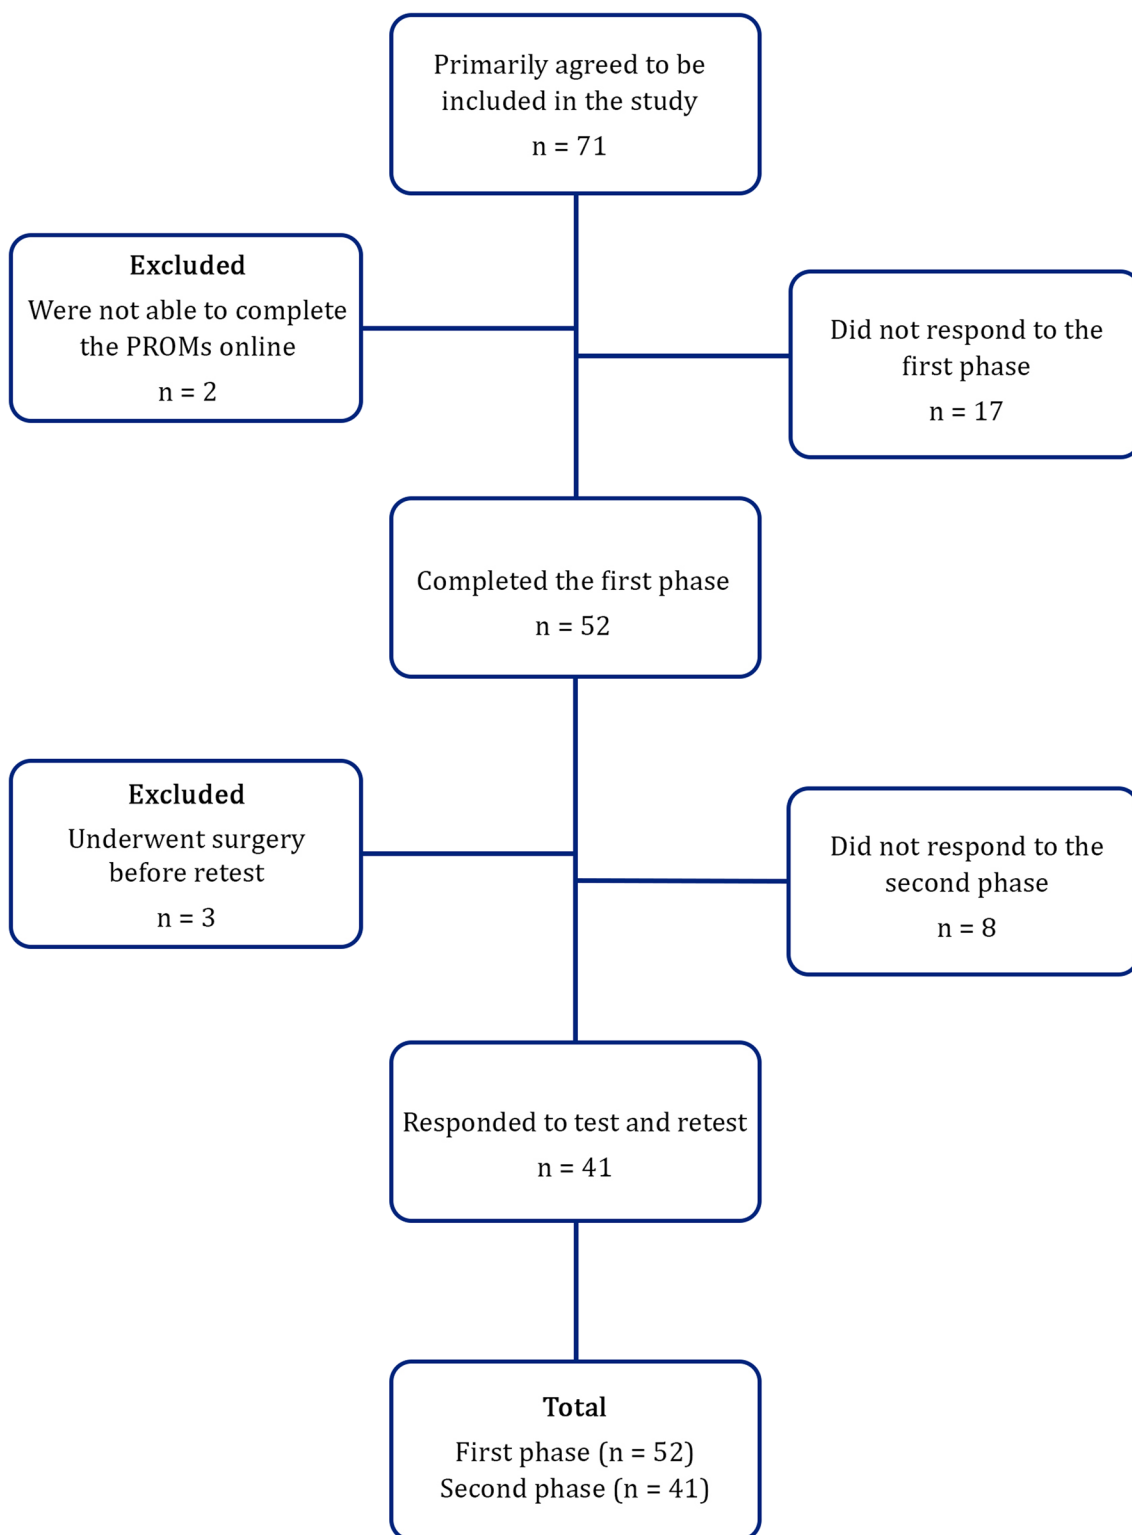 Primarily agreed to be
included in the study
n = 71
Excluded
Were not able to complete
the PROMs online
n = 2
Did not respond to the
first phase
n = 17
Completed the first phase
n = 52
Excluded
Underwent surgery
before retest
n = 3
Did not respond to the
second phase
n = 8
Responded to test and retest
n = 41
Total
First phase (n = 52)
Second phase (n = 41)